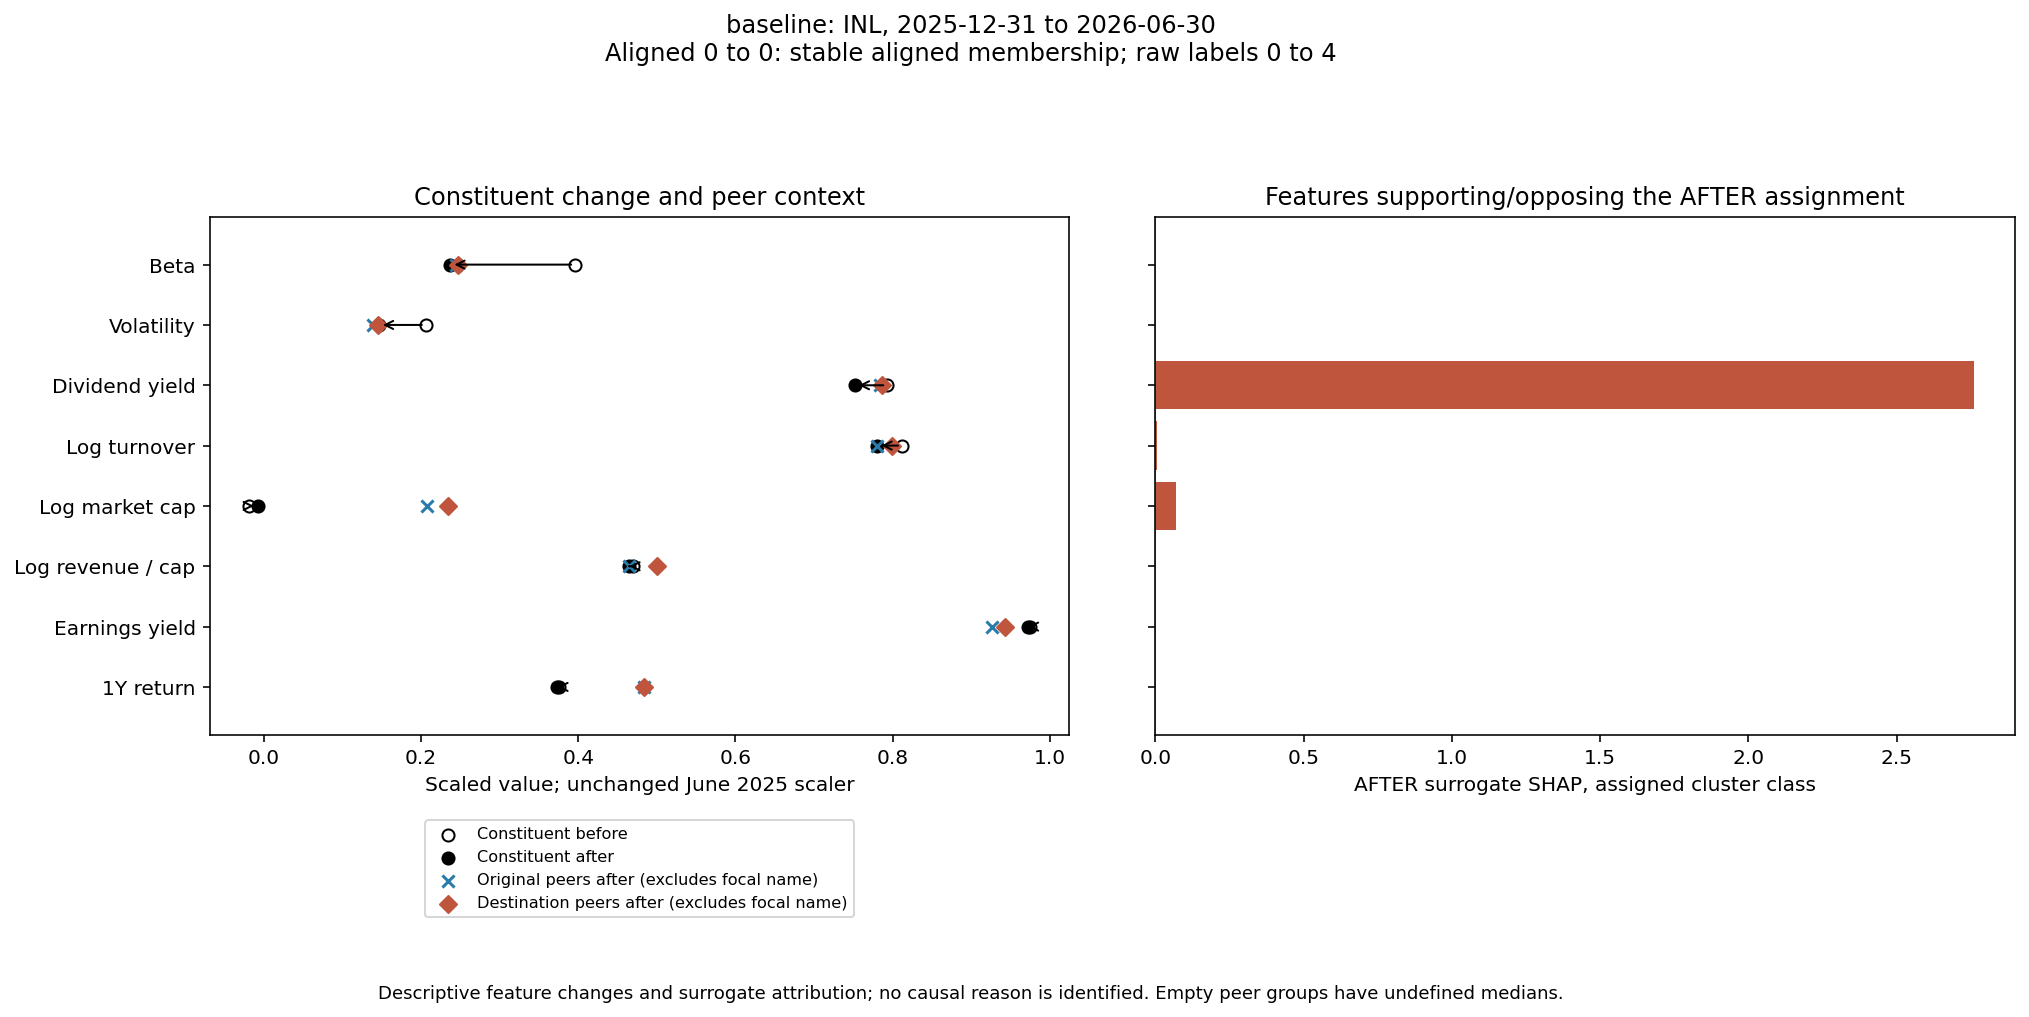 baseline: INL, 2025-12-31 to 2026-06-30
Aligned 0 to 0: stable aligned membership; raw labels 0 to 4
Constituent change and peer context
Beta
Volatility
Dividend yield
Log turnover
Log market cap
Log revenue / cap
Earnings yield
1Y return
0.0 0.2 0.4 0.6 0.8 1.0
Scaled value; unchanged June 2025 scaler
Constituent before
Constituent after
Original peers after (excludes focal name)
Destination peers after (excludes focal name)
Features supporting/opposing the AFTER assignment
0.0 0.5 1.0 1.5 2.0 2.5
AFTER surrogate SHAP, assigned cluster class
Descriptive feature changes and surrogate attribution; no causal reason is identified. Empty peer groups have undefined medians.